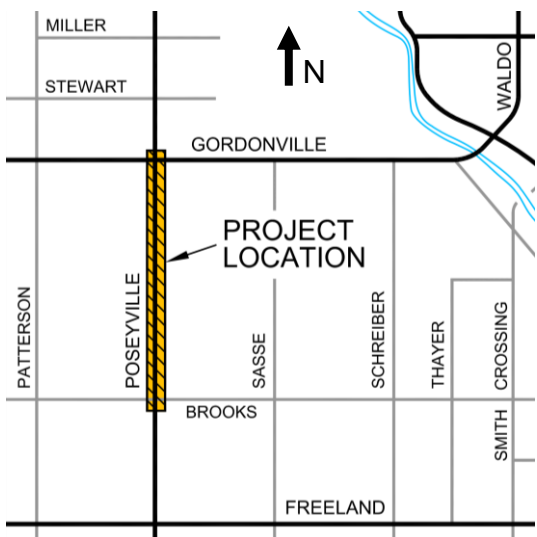 MILLER
STEWART
N
WALDO
GORDONVILLE
PROJECT
LOCATION
PATTERSON
POSEYVILLE
SASSE
SCHREIBER
THAYER
SMITH CROSSING
BROOKS
FREELAND